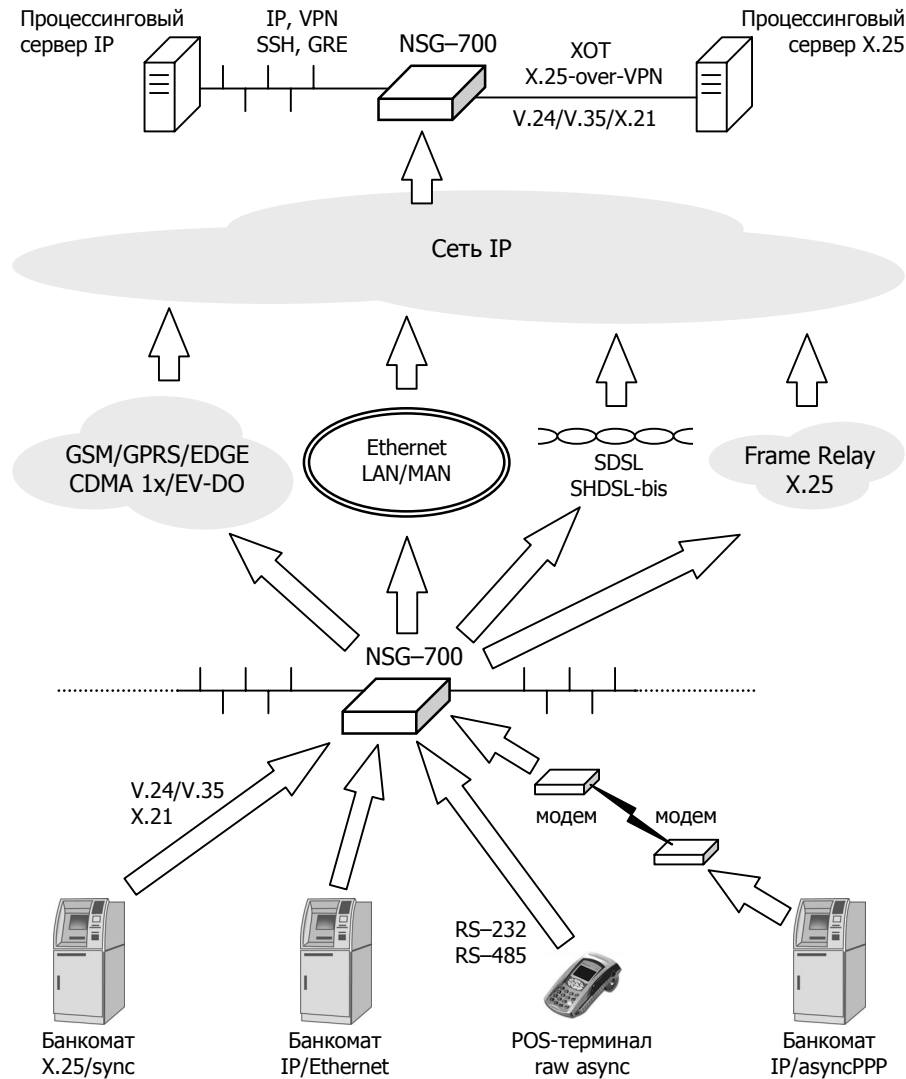 Процессинговый
сервер IP
IP, VPN
SSH, GRE
NSG–700
XOT
X.25-over-VPN
V.24/V.35/X.21
Процессинговый
сервер X.25
Сеть IP
GSM/GPRS/EDGE
CDMA 1x/EV-DO
Ethernet
LAN/MAN
SDSL
SHDSL-bis
Frame Relay
X.25
NSG–700
V.24/V.35
X.21
модем
модем
RS–232
RS–485
Банкомат
X.25/sync
Банкомат
IP/Ethernet
POS-терминал
raw async
Банкомат
IP/asyncPPP